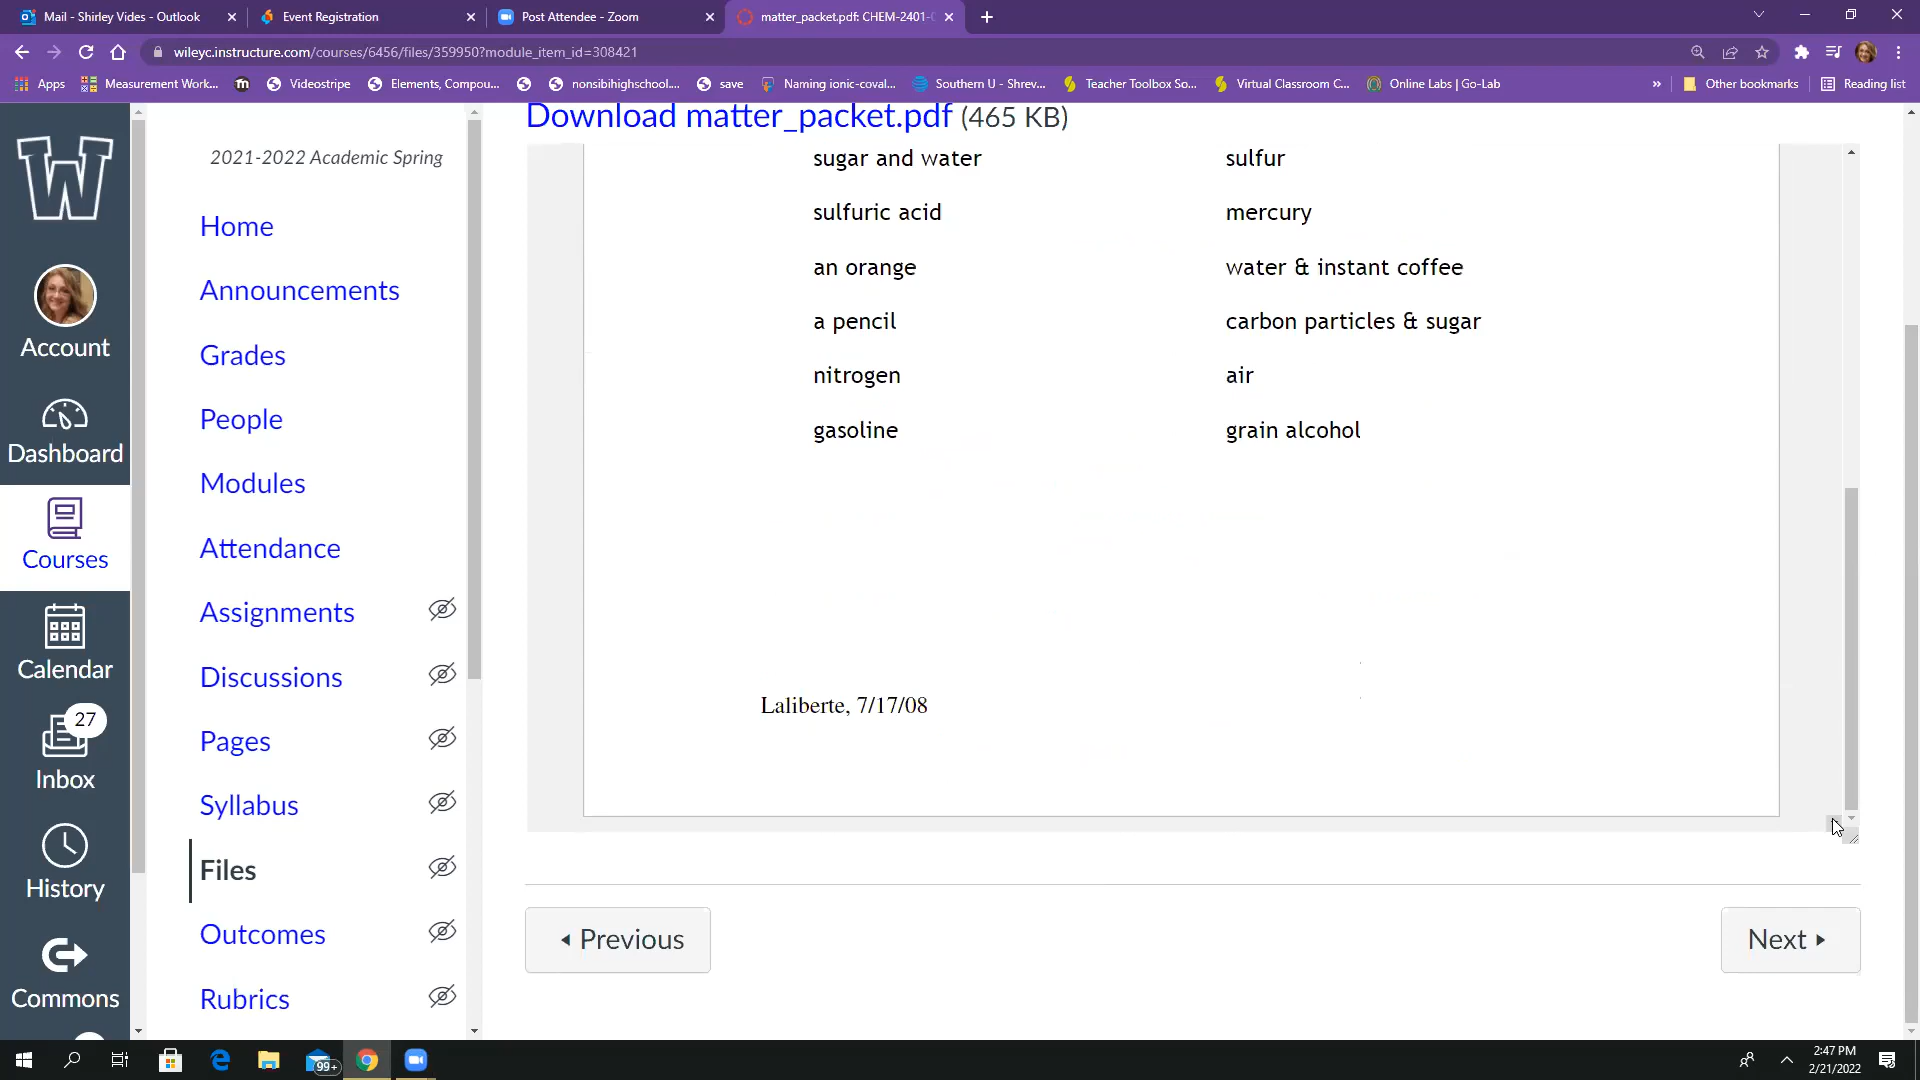 Mail - Shirley Vides - Outlook
Event Registration
Post Attendee - Zoom
matter_packet.pdf: CHEM-2401-
wileyc.instructure.com/courses/6456/files/359950?module_item_id=308421
Apps
Measurement Work...
Videostripe
Elements, Compou...
nonsibihighschool....
save
Naming ionic-coval...
Southern U - Shrev...
Teacher Toolbox So...
Virtual Classroom C...
Online Labs | Go-Lab
»
Other bookmarks
Reading list
W
Account
Dashboard
Courses
Calendar
27
Inbox
History
Commons
2021-2022 Academic Spring
Home
Announcements
Grades
People
Modules
Attendance
Assignments
Discussions
Pages
Syllabus
Files
Outcomes
Rubrics
Download matter_packet.pdf (465 KB)
sugar and water sulfur
sulfuric acid mercury
an orange water & instant coffee
a pencil carbon particles & sugar
nitrogen air
gasoline grain alcohol
Laliberte, 7/17/08
Previous
Next
99+
2:47 PM
2/21/2022